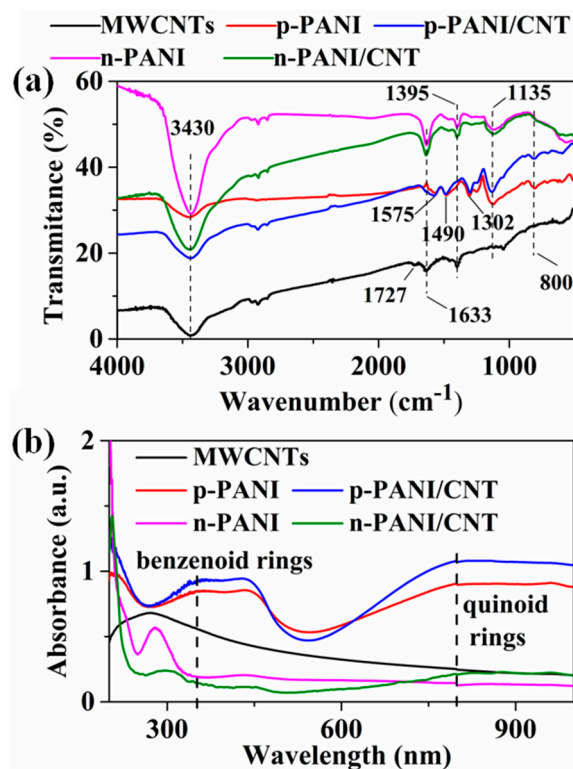 MWCNTs p-PANI p-PANI/CNT
n-PANI n-PANI/CNT
(a)
60
40
20
0
Transmitance (%)
3430
1395
1135
1575
1490
1302
1727
1633
800
4000 3000 2000 1000
Wavenumber (cm⁻¹)
(b)
2
1
0
Absorbance (a.u.)
MWCNTs
p-PANI p-PANI/CNT
n-PANI n-PANI/CNT
benzenoid rings
quinoid
rings
300 600 900
Wavelength (nm)